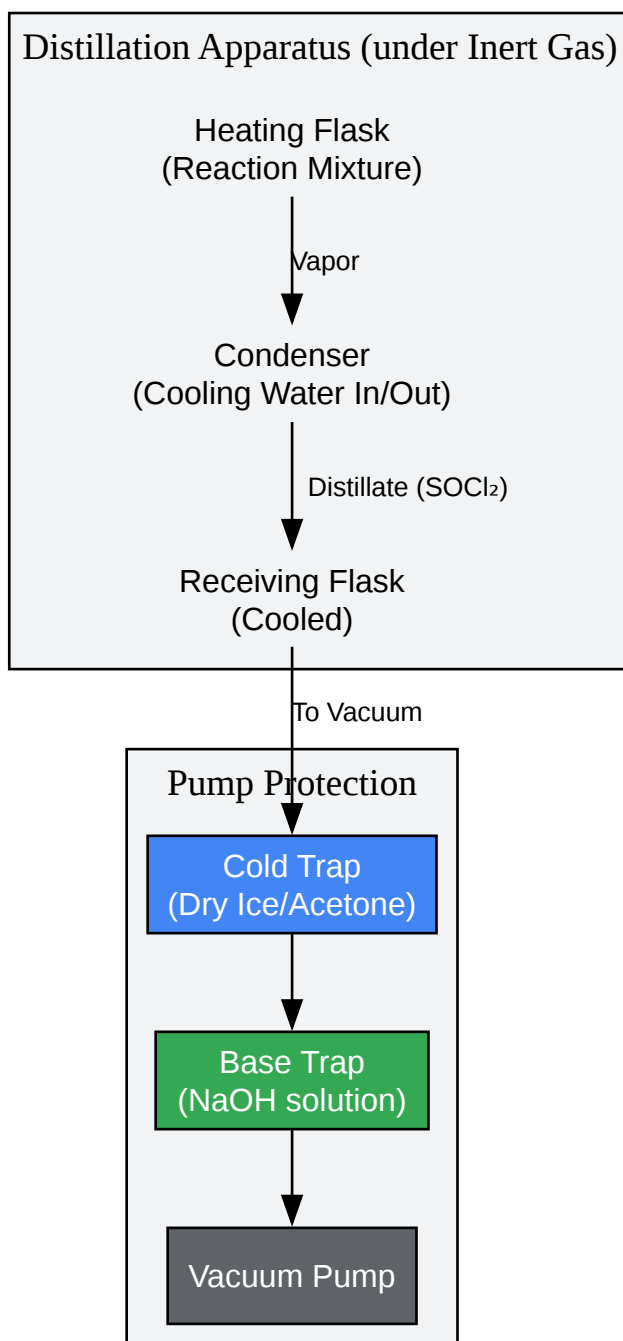 Distillation Apparatus (under Inert Gas)
Heating Flask
(Reaction Mixture)
Vapor
Condenser
(Cooling Water In/Out)
Distillate (SOCl₂)
Receiving Flask
(Cooled)
To Vacuum
Pump Protection
Cold Trap
(Dry Ice/Acetone)
Base Trap
(NaOH solution)
Vacuum Pump